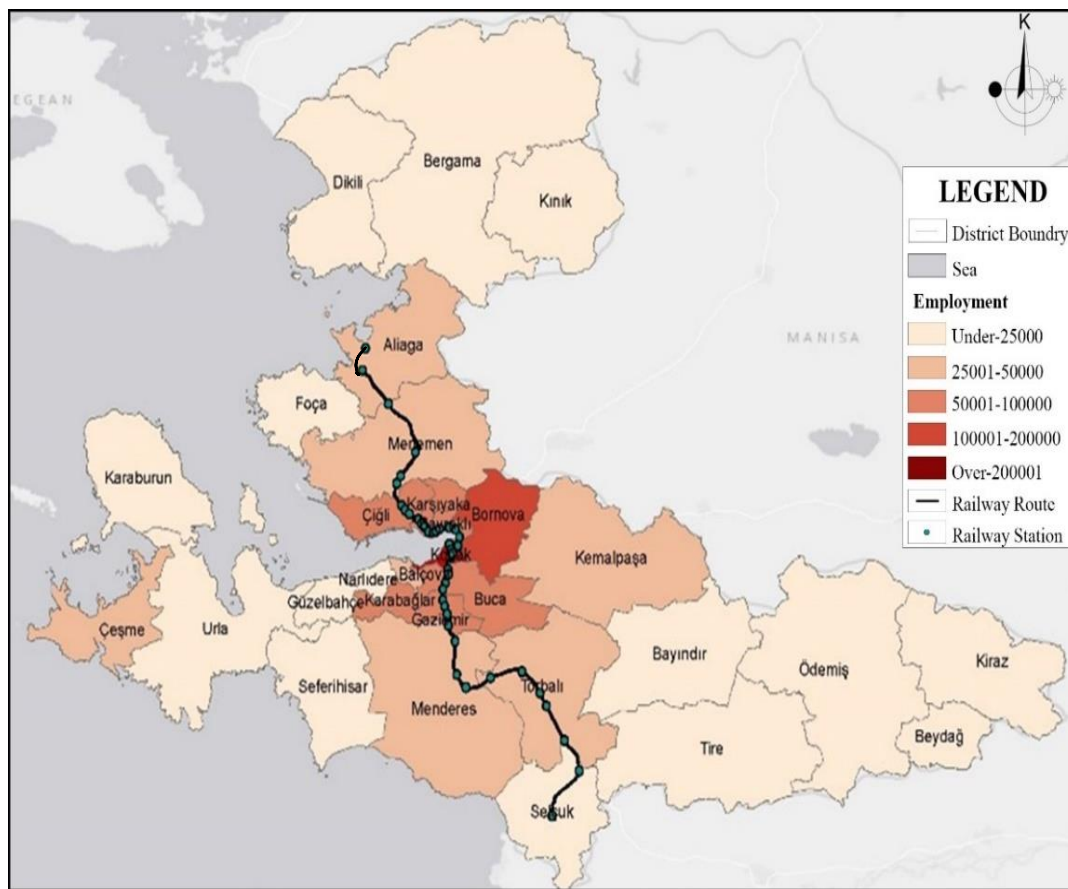 K
EGEAN
Bergama
Dikili
Kınık
LEGEND
District Boundry
Sea
Employment
Under-25000
25001-50000
50001-100000
100001-200000
Over-200001
Railway Route
Railway Station
MANISA
Aliaga
Foça
Menemen
Karaburun
Karşıyaka
Çiğli
Bornova
Kemalpaşa
Balçova
Narlıdere
Güzelbahçe
Karabağlar
Buca
Gaziemir
Çeşme
Urla
Seferihisar
Menderes
Torbalı
Bayındır
Ödemiş
Kiraz
Tire
Beydağ
Selçuk